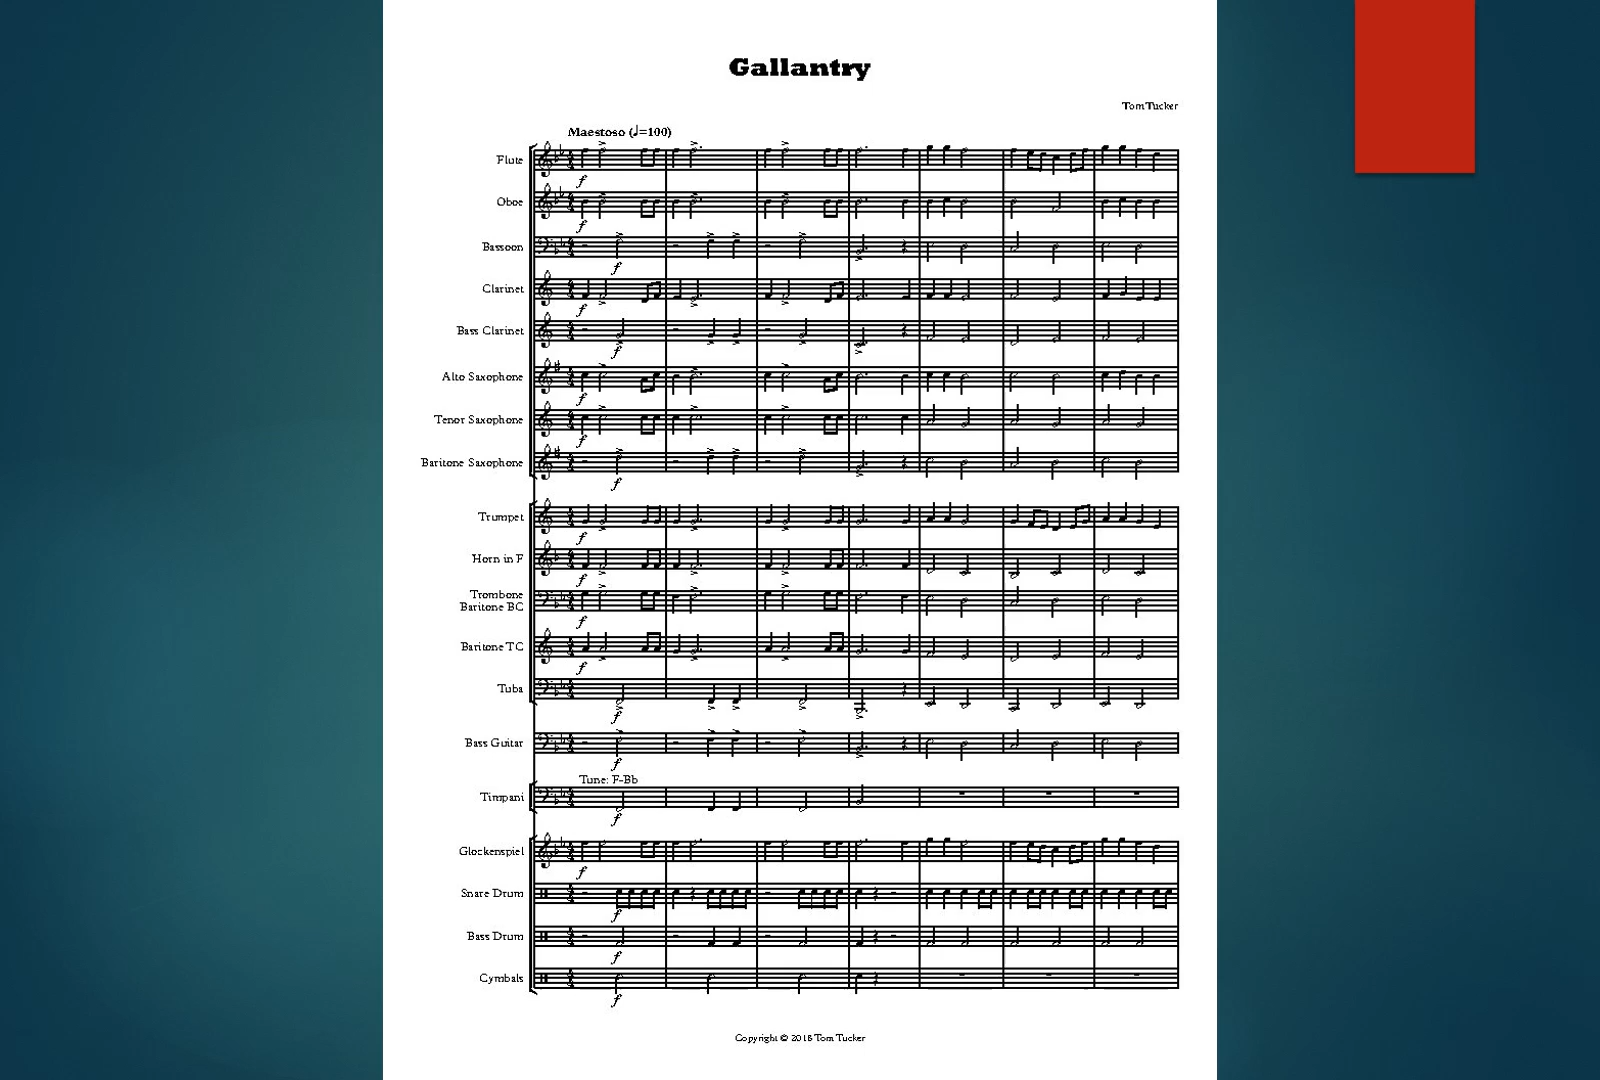 Gallantry
Tom Tucker
Maestoso (♩=100)
Flute
f
Oboe
f
Bassoon
f
Clarinet
f
Bass Clarinet
f
Alto Saxophone
f
Tenor Saxophone
f
Baritone Saxophone
f
Trumpet
f
Horn in F
f
Trombone
Baritone BC
f
Baritone TC
f
Tuba
f
Bass Guitar
f
Tune: F-Bb
Timpani
f
Glockenspiel
f
Snare Drum
f
Bass Drum
f
Cymbals
f
Copyright © 2018 Tom Tucker